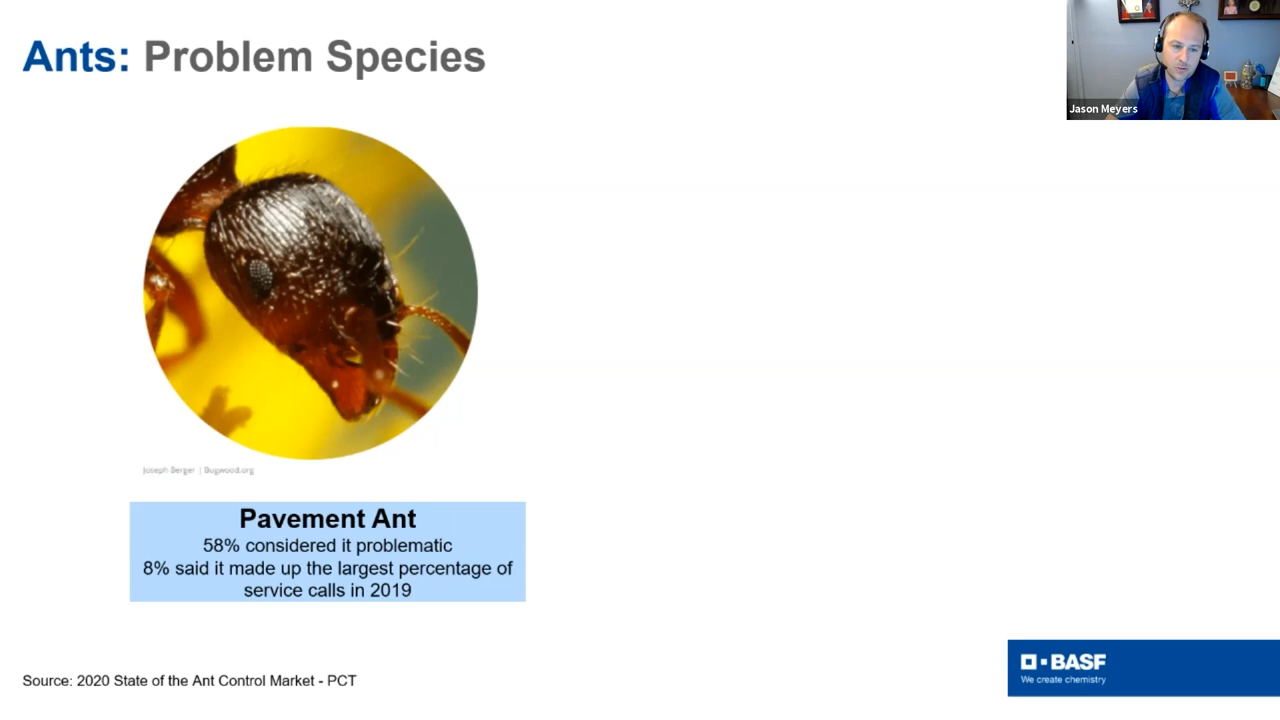 Ants: Problem Species
Jason Meyers
Joseph Berger | Bugwood.org
Pavement Ant
58% considered it problematic
8% said it made up the largest percentage of
service calls in 2019
Source: 2020 State of the Ant Control Market - PCT
BASF
We create chemistry